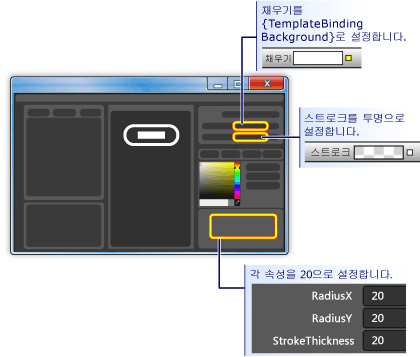 채우기를
{TemplateBinding
Background}로 설정합니다.
채우기
스트로크를 투명으로
설정합니다.
스트로크
각 속성을 20으로 설정합니다.
RadiusX 20
RadiusY 20
StrokeThickness 20